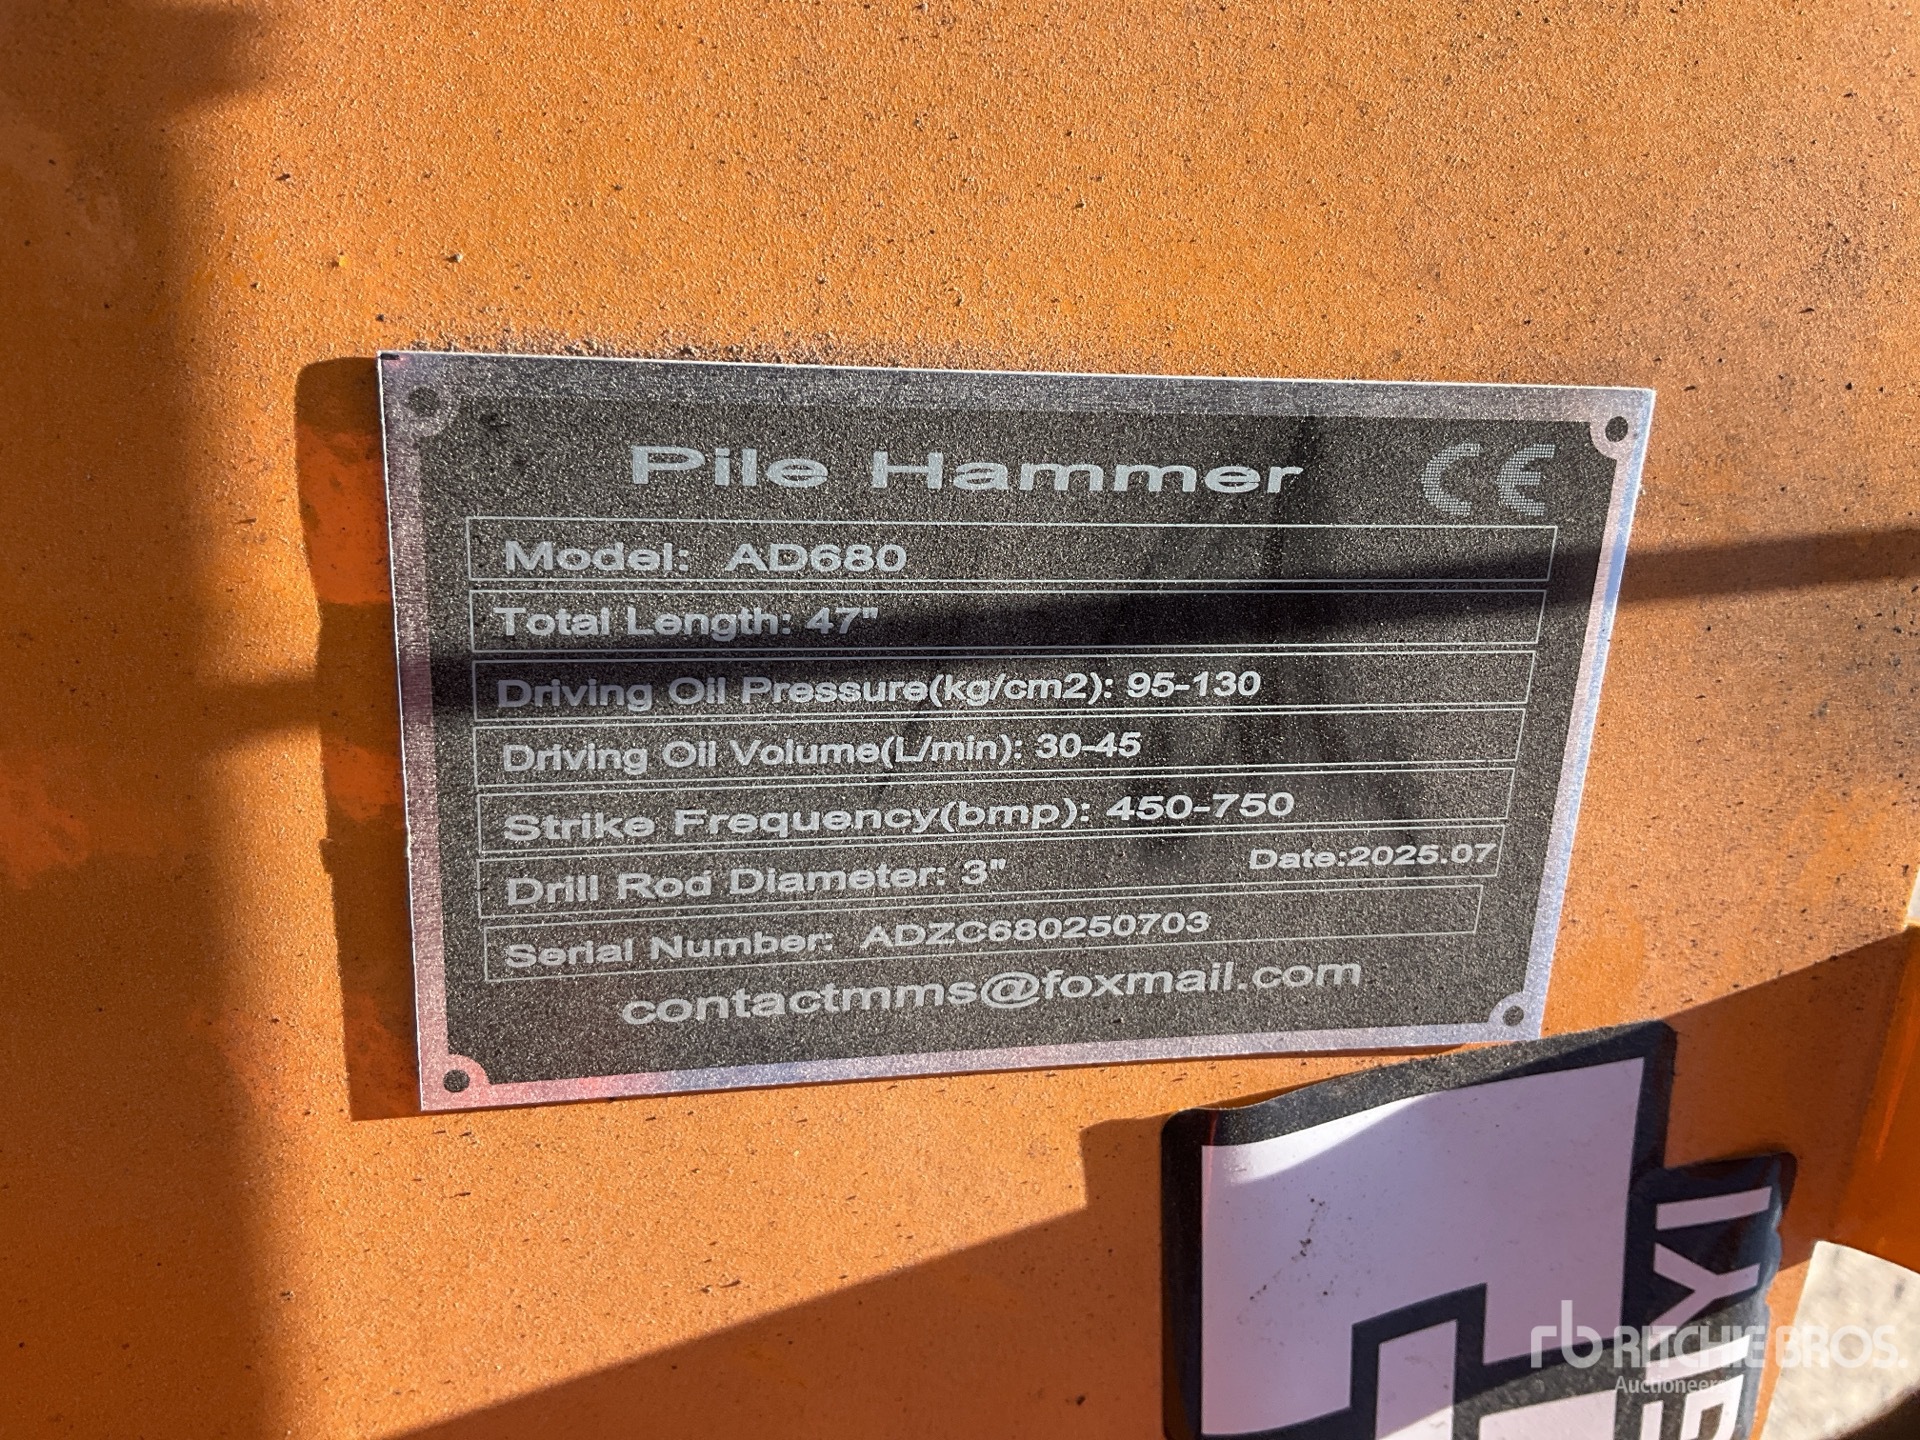 Pile Hammer CE
Model: AD680
Total Length: 47"
Driving Oil Pressure(kg/cm2): 95-130
Driving Oil Volume(L/min): 30-45
Strike Frequency(bmp): 450-750
Drill Rod Diameter: 3" Date:2025.07
Serial Number: ADZC680250703
contactmms@foxmail.com
rb RITCHIE BROS.
Auctioneers